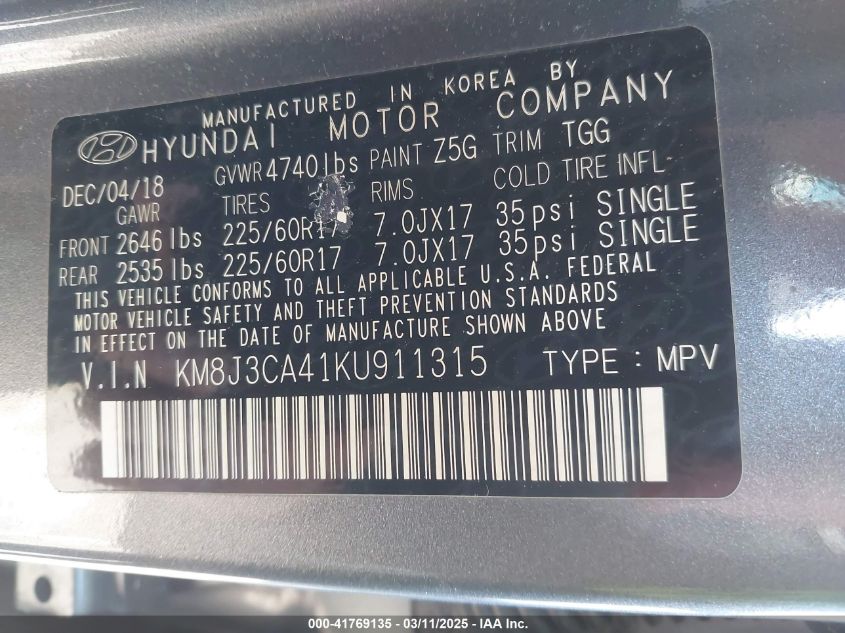 MANUFACTURED IN KOREA BY
HYUNDAI MOTOR COMPANY
DEC/04/18 GVWR 4740 lbs PAINT Z5G TRIM TGG
GAWR TIRES RIMS COLD TIRE INFL
FRONT 2646 lbs 225/60R17 7.0JX17 35psi SINGLE
REAR 2535 lbs 225/60R17 7.0JX17 35psi SINGLE
THIS VEHICLE CONFORMS TO ALL APPLICABLE U.S.A. FEDERAL
MOTOR VEHICLE SAFETY AND THEFT PREVENTION STANDARDS
IN EFFECT ON THE DATE OF MANUFACTURE SHOWN ABOVE
V.I.N KM8J3CA41KU911315 TYPE : MPV
000-41769135 - 03/11/2025 - IAA Inc.